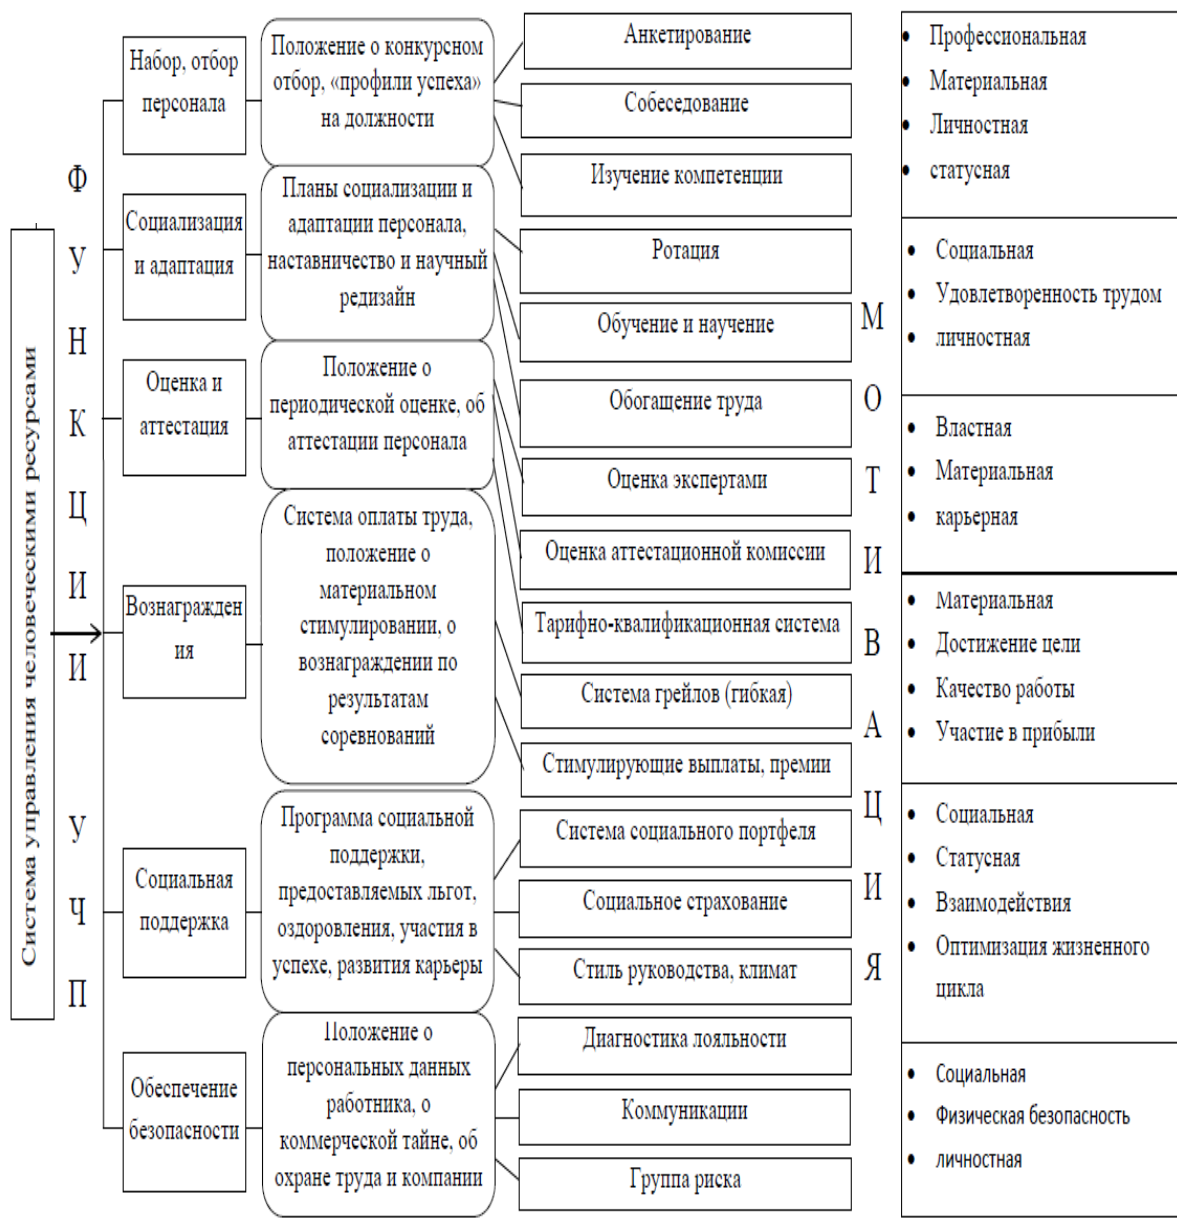 Система управления человеческими ресурсами
ФУНКЦИИ УЧП
Набор, отбор
персонала
Социализация
и адаптация
Оценка и
аттестация
Вознагражден
ия
Социальная
поддержка
Обеспечение
безопасности
Положение о конкурсном
отбор, «профили успеха»
на должности
Планы социализации и
адаптации персонала,
наставничество и научный
редизайн
Положение о
периодической оценке, об
аттестации персонала
Система оплаты труда,
положение о
материальном
стимулировании, о
вознаграждении по
результатам
соревнований
Программа социальной
поддержки,
предоставляемых льгот,
оздоровления, участия в
успехе, развития карьеры
Положение о
персональных данных
работника, о
коммерческой тайне, об
охране труда и компании
Анкетирование
Собеседование
Изучение компетенции
Ротация
Обучение и научение
Обогащение труда
Оценка экспертами
Оценка аттестационной комиссии
Тарифно-квалификационная система
Система грейлов (гибкая)
Стимулирующие выплаты, премии
Система социального портфеля
Социальное страхование
Стиль руководства, климат
Диагностика лояльности
Коммуникации
Группа риска
МОТИВАЦИЯ
• Профессиональная
• Материальная
• Личностная
• статусная
• Социальная
• Удовлетворенность трудом
• личностная
• Властная
• Материальная
• карьерная
• Материальная
• Достижение цели
• Качество работы
• Участие в прибыли
• Социальная
• Статусная
• Взаимодействия
• Оптимизация жизненного
цикла
• Социальная
• Физическая безопасность
• личностная